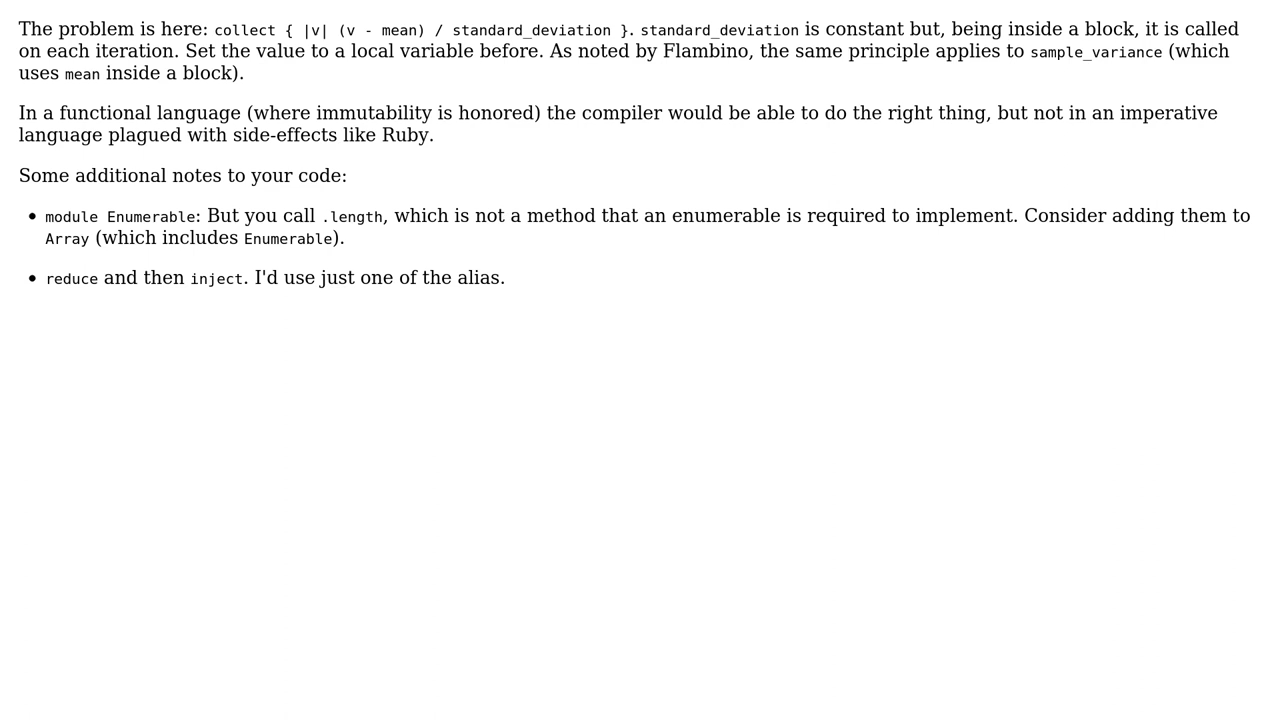 The problem is here: collect { |v| (v - mean) / standard_deviation }. standard_deviation is constant but, being inside a block, it is called
on each iteration. Set the value to a local variable before. As noted by Flambino, the same principle applies to sample_variance (which
uses mean inside a block).
In a functional language (where immutability is honored) the compiler would be able to do the right thing, but not in an imperative
language plagued with side-effects like Ruby.
Some additional notes to your code:
• module Enumerable: But you call .length, which is not a method that an enumerable is required to implement. Consider adding them to
Array (which includes Enumerable).
• reduce and then inject. I'd use just one of the alias.